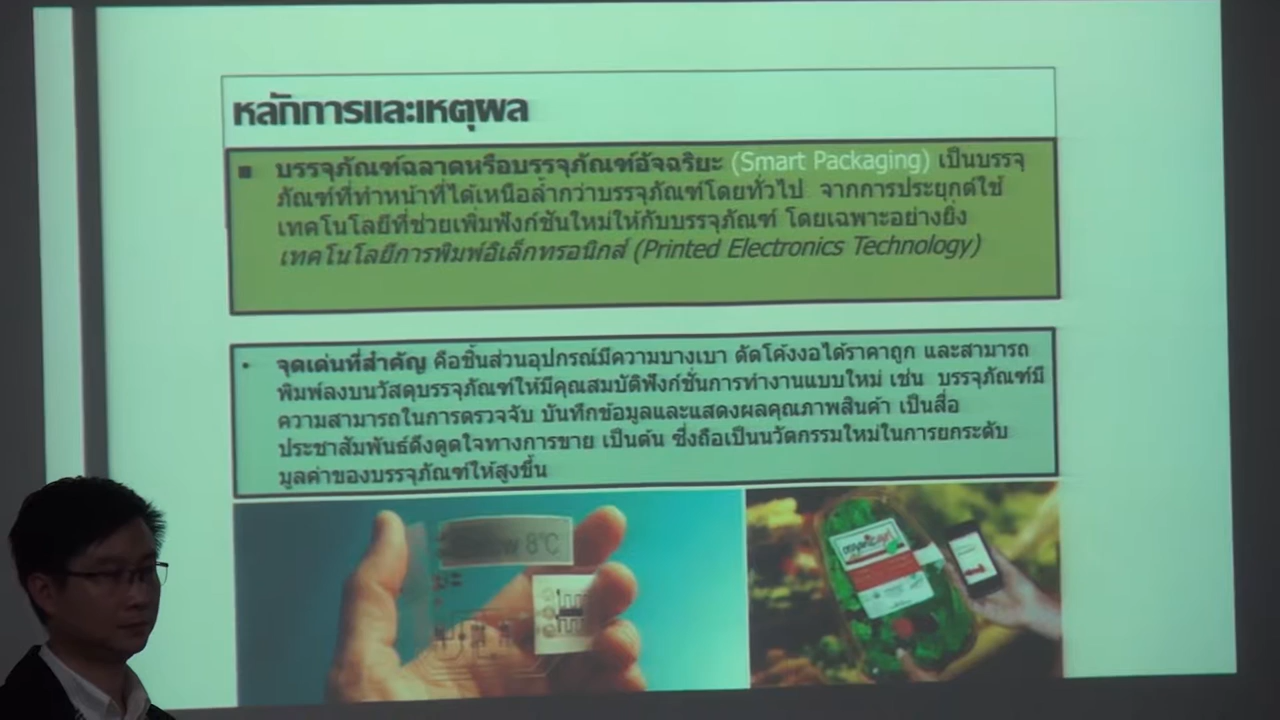 หลักการและเหตุผล
▪ บรรจุภัณฑ์ฉลาดหรือบรรจุภัณฑ์อัจฉริยะ (Smart Packaging) เป็นบรรจุ
ภัณฑ์ที่ทำหน้าที่ได้เหนือล้ำกว่าบรรจุภัณฑ์โดยทั่วไป จากการประยุกต์ใช้
เทคโนโลยีที่ช่วยเพิ่มฟังก์ชันใหม่ให้กับบรรจุภัณฑ์ โดยเฉพาะอย่างยิ่ง
เทคโนโลยีการพิมพ์อิเล็กทรอนิกส์ (Printed Electronics Technology)
• จุดเด่นที่สำคัญ คือชิ้นส่วนอุปกรณ์มีความบางเบา ดัดโค้งงอได้ราคาถูก และสามารถ
พิมพ์ลงบนวัสดุบรรจุภัณฑ์ให้มีคุณสมบัติฟังก์ชั่นการทำงานแบบใหม่ เช่น บรรจุภัณฑ์มี
ความสามารถในการตรวจจับ บันทึกข้อมูลและแสดงผลคุณภาพสินค้า เป็นสื่อ
ประชาสัมพันธ์ดึงดูดใจทางการขาย เป็นต้น ซึ่งถือเป็นนวัตกรรมใหม่ในการยกระดับ
มูลค่าของบรรจุภัณฑ์ให้สูงขึ้น
8°C